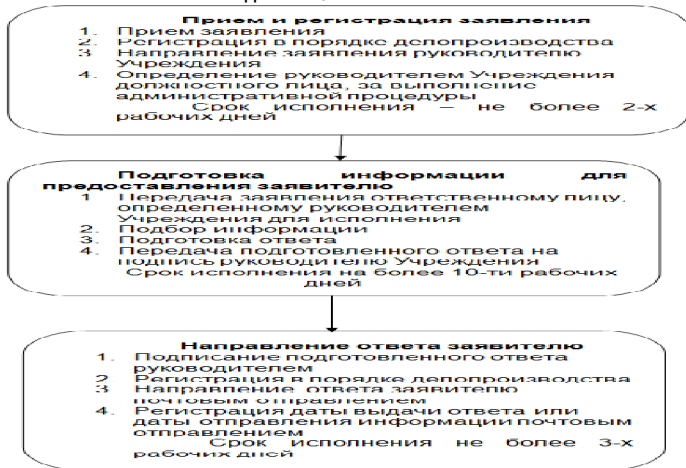 Прием и регистрация заявления
1. Прием заявления
2. Регистрация в порядке делопроизводства
3 Направление заявления руководителю
Учреждения
4. Определение руководителем Учреждения
должностного лица, за выполнение
административной процедуры
Срок исполнения – не более 2-х
рабочих дней
Подготовка информации для
предоставления заявителю
1 Передача заявления ответственному лицу,
определенному руководителем
Учреждения для исполнения
2. Подбор информации
3. Подготовка ответа
4. Передача подготовленного ответа на
подпись руководителю Учреждения
Срок исполнения на более 10-ти рабочих
дней
Направление ответа заявителю
1. Подписание подготовленного ответа
руководителем
2 Регистрация в порядке делопроизводства
3 Направление ответа заявителю
почтовым отправлением
4. Регистрация даты выдачи ответа или
даты отправления информации почтовым
отправлением
Срок исполнения не более 3-х
рабочих дней